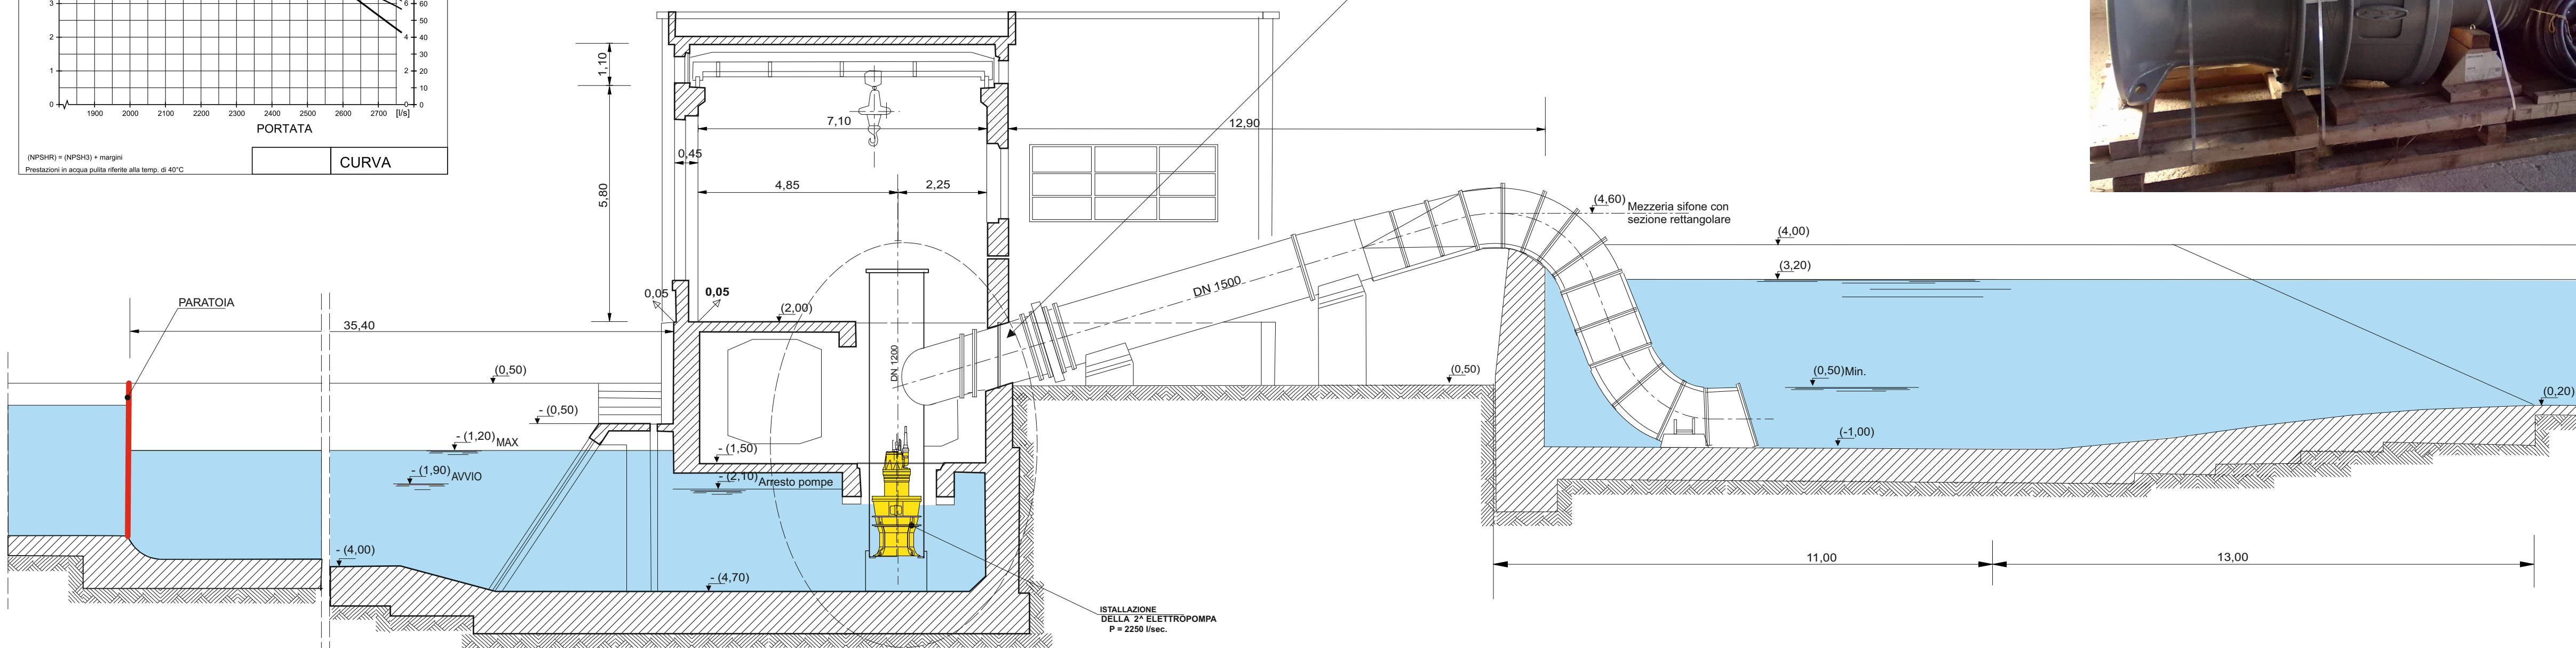 3
2
1
0
6
4
2
0
60
50
40
30
20
10
0
1900
2000
2100
2200
2300
2400
2500
2600
2700
[l/s]
PORTATA
(NPSHR) = (NPSH3) + margini
Prestazioni in acqua pulita riferite alla temp. di 40°C
CURVA
1,10
5,80
7,10
0,45
4,85
2,25
12,90
(4,60)
Mezzeria sifone con
sezione rettangolare
(4,00)
(3,20)
DN 1500
PARATOIA
35,40
0,05
0,05
(2,00)
DN 1200
(0,50)
- (0,50)
- (1,20) MAX
- (1,90) AVVIO
- (1,50)
- (2,10) Arresto pompe
- (4,00)
- (4,70)
(0,50)
(0,50) Min.
(0,20)
(-1,00)
11,00
13,00
ISTALLAZIONE
DELLA 2^ ELETTROPOMPA
P = 2250 l/sec.